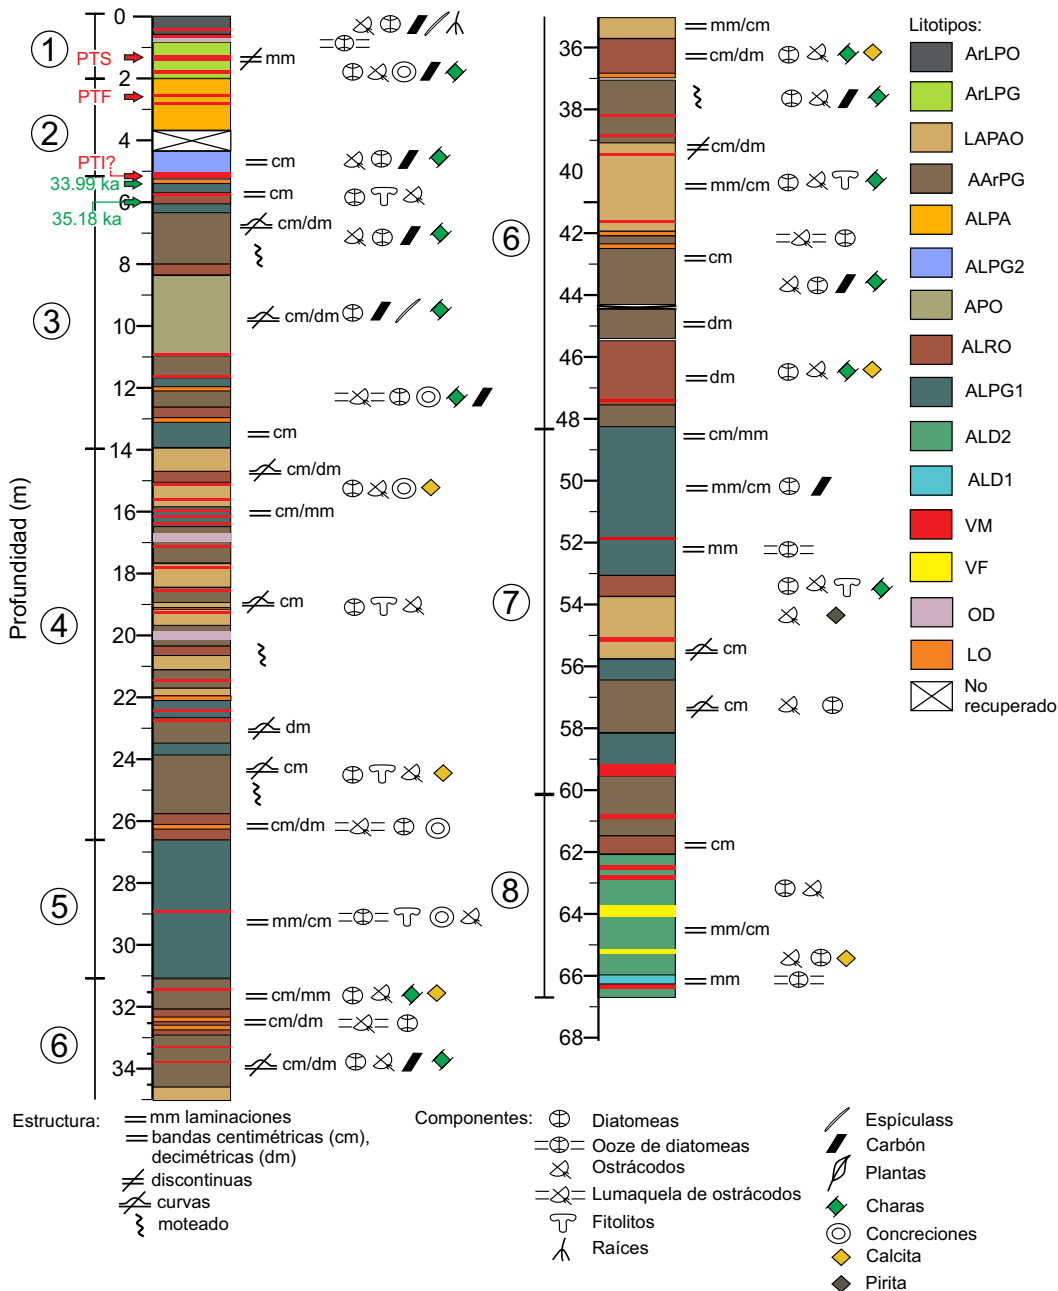 Profundidad (m)
0
2
4
6
8
10
12
14
16
18
20
22
24
26
28
30
32
34
1
2
3
4
5
6
PTS
PTF
PTI?
33.99 ka
35.18 ka
mm
cm
cm
cm/dm
cm/dm
cm
cm/dm
cm/mm
cm
dm
cm
cm/dm
mm/cm
cm/mm
cm/dm
cm/dm
36
38
40
42
44
46
48
50
52
54
56
58
60
62
64
66
68
6
7
8
mm/cm
cm/dm
cm/dm
mm/cm
cm
dm
dm
cm/mm
mm/cm
mm
cm
cm
cm
mm/cm
mm
Litotipos:
ArLPO
ArLPG
LAPAO
AArPG
ALPA
ALPG2
APO
ALRO
ALPG1
ALD2
ALD1
VM
VF
OD
LO
No
recuperado
Estructura:
mm laminaciones
bandas centimétricas (cm),
decimétricas (dm)
discontinuas
curvas
moteado
Componentes:
Diatomeas
Ooze de diatomeas
Ostrácodos
Lumaquela de ostrácodos
Fitolitos
Raíces
Espículass
Carbón
Plantas
Charas
Concreciones
Calcita
Pirita